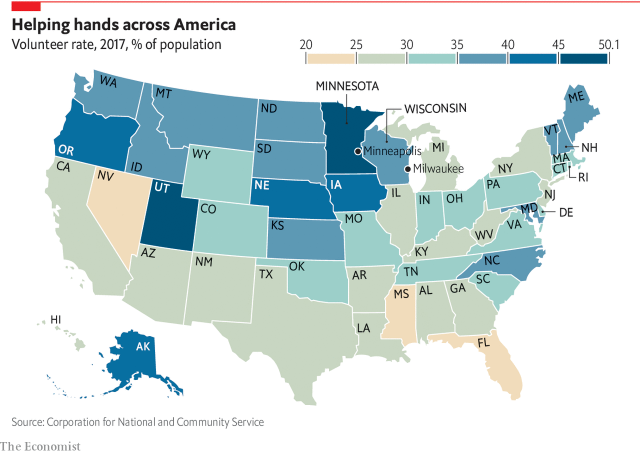 Helping hands across America
Volunteer rate, 2017, % of population
20 25 30 35 40 45 50.1
MINNESOTA
WISCONSIN
WA
MT
ND
ME
OR
ID
SD
Minneapolis
MI
VT
NH
WY
Milwaukee
NY
MA
CT
RI
CA
NV
UT
NE
IA
PA
NJ
CO
IL
IN
OH
MD
DE
KS
MO
WV
VA
KY
AZ
NM
OK
TN
NC
TX
AR
SC
MS
AL
GA
LA
HI
FL
AK
Source: Corporation for National and Community Service
The Economist